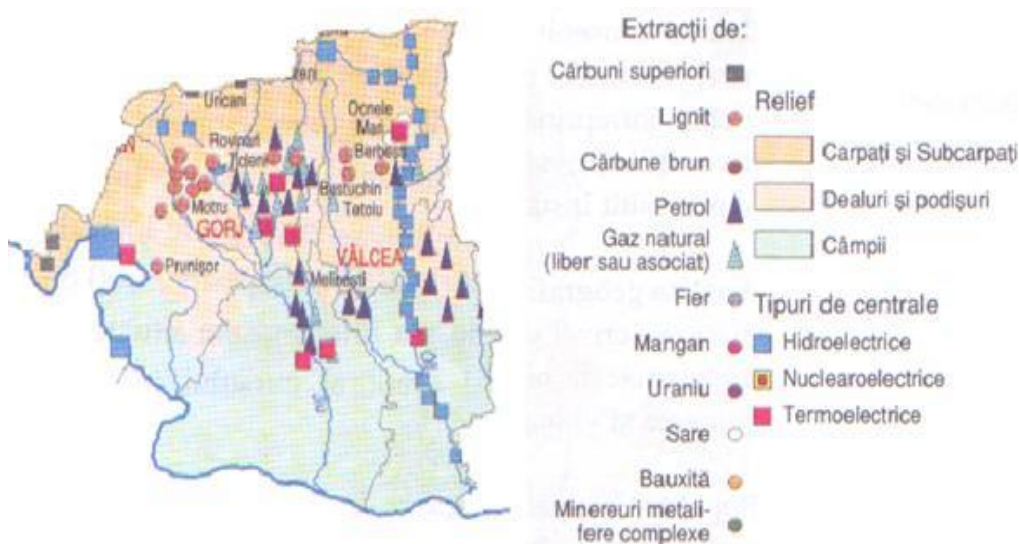 Uricani
Ocnele
Mari
Rovinari
Ticleni
Berbești
Bustuchin
Motru
Tetoiu
GORJ
VÂLCEA
Prunișor
Melinești
Extracții de:
Cărbuni superiori
Lignit
Cărbune brun
Petrol
Gaz natural
(liber sau asociat)
Fier
Mangan
Uraniu
Sare
Bauxită
Minereuri metali-
fere complexe
Relief
Carpați și Subcarpați
Dealuri și podișuri
Câmpii
Tipuri de centrale
Hidroelectrice
Nuclearoelectrice
Termoelectrice